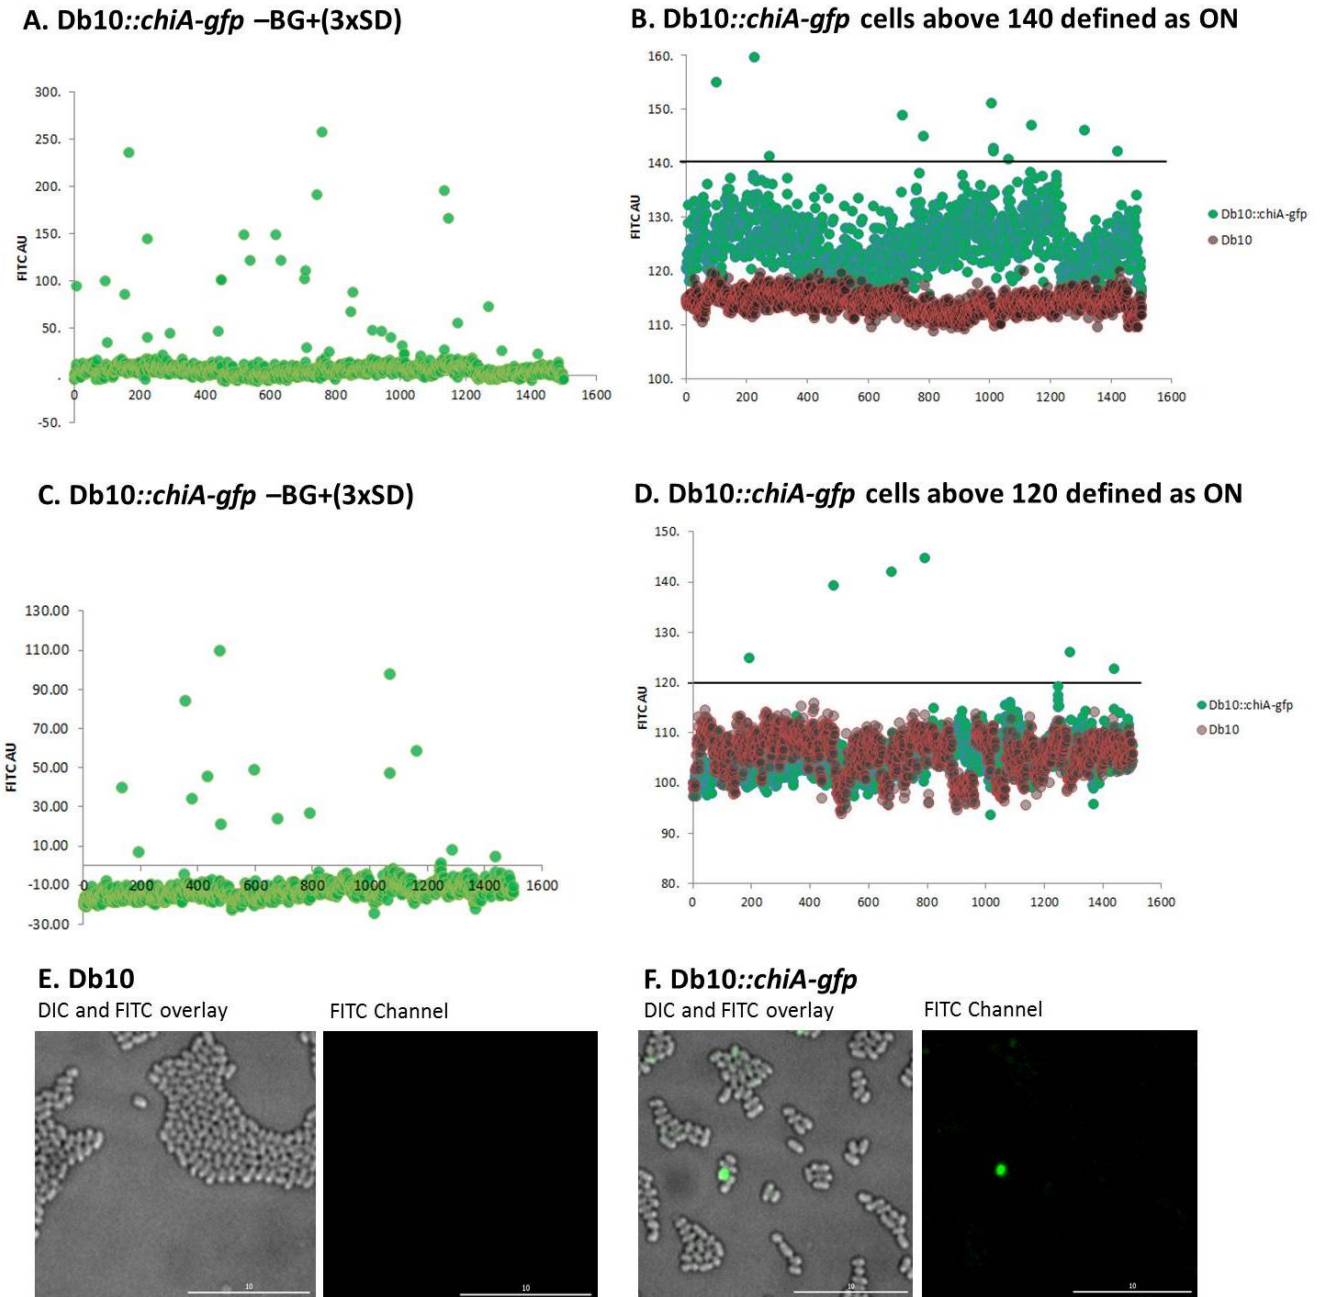 A. Db10::chiA-gfp –BG+(3xSD)
300.
250.
200.
150.
100.
50.
.
-50.
FITC AU
0 200 400 600 800 1000 1200 1400 1600
B. Db10::chiA-gfp cells above 140 defined as ON
160.
150.
140.
130.
120.
110.
100.
FITC AU
0 200 400 600 800 1000 1200 1400 1600
Db10::chiA-gfp
Db10
C. Db10::chiA-gfp –BG+(3xSD)
130.00
110.00
90.00
70.00
50.00
30.00
10.00
-10.00
-30.00
FITC AU
0 200 400 600 800 1000 1200 1400 1600
D. Db10::chiA-gfp cells above 120 defined as ON
150.
140.
130.
120.
110.
100.
90.
80.
FITC AU
0 200 400 600 800 1000 1200 1400 1600
Db10::chiA-gfp
Db10
E. Db10
DIC and FITC overlay
FITC Channel
10
10
F. Db10::chiA-gfp
DIC and FITC overlay
FITC Channel
10
10